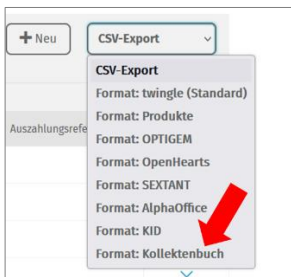 + Neu
CSV-Export
CSV-Export
Format: twingle (Standard)
Format: Produkte
Format: OPTIGEM
Format: OpenHearts
Format: SEXTANT
Format: AlphaOffice
Format: KID
Format: Kollektenbuch
Auszahlungsrefe